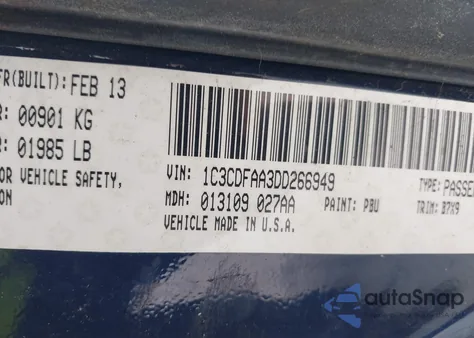 FR(BUILT): FEB 13
R: 00901 KG
R: 01985 LB
OR VEHICLE SAFETY,
ON
VIN: 1C3CDFAA3DD266949
TYPE: PASSE
MDH: 013109 027AA PAINT: PBU TRIM: B7X9
VEHICLE MADE IN U.S.A.
autoSnap